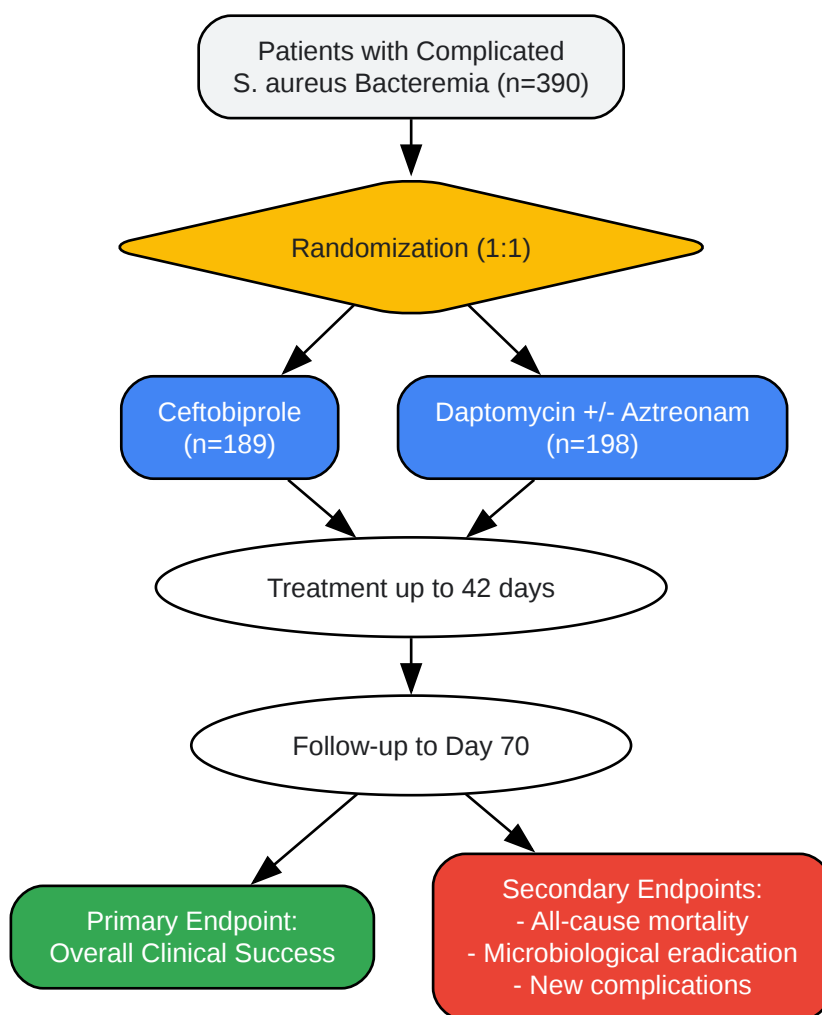 Patients with Complicated
S. aureus Bacteremia (n=390)
Randomization (1:1)
Ceftobiprole
(n=189)
Daptomycin +/- Aztreonam
(n=198)
Treatment up to 42 days
Follow-up to Day 70
Primary Endpoint:
Overall Clinical Success
Secondary Endpoints:
- All-cause mortality
- Microbiological eradication
- New complications